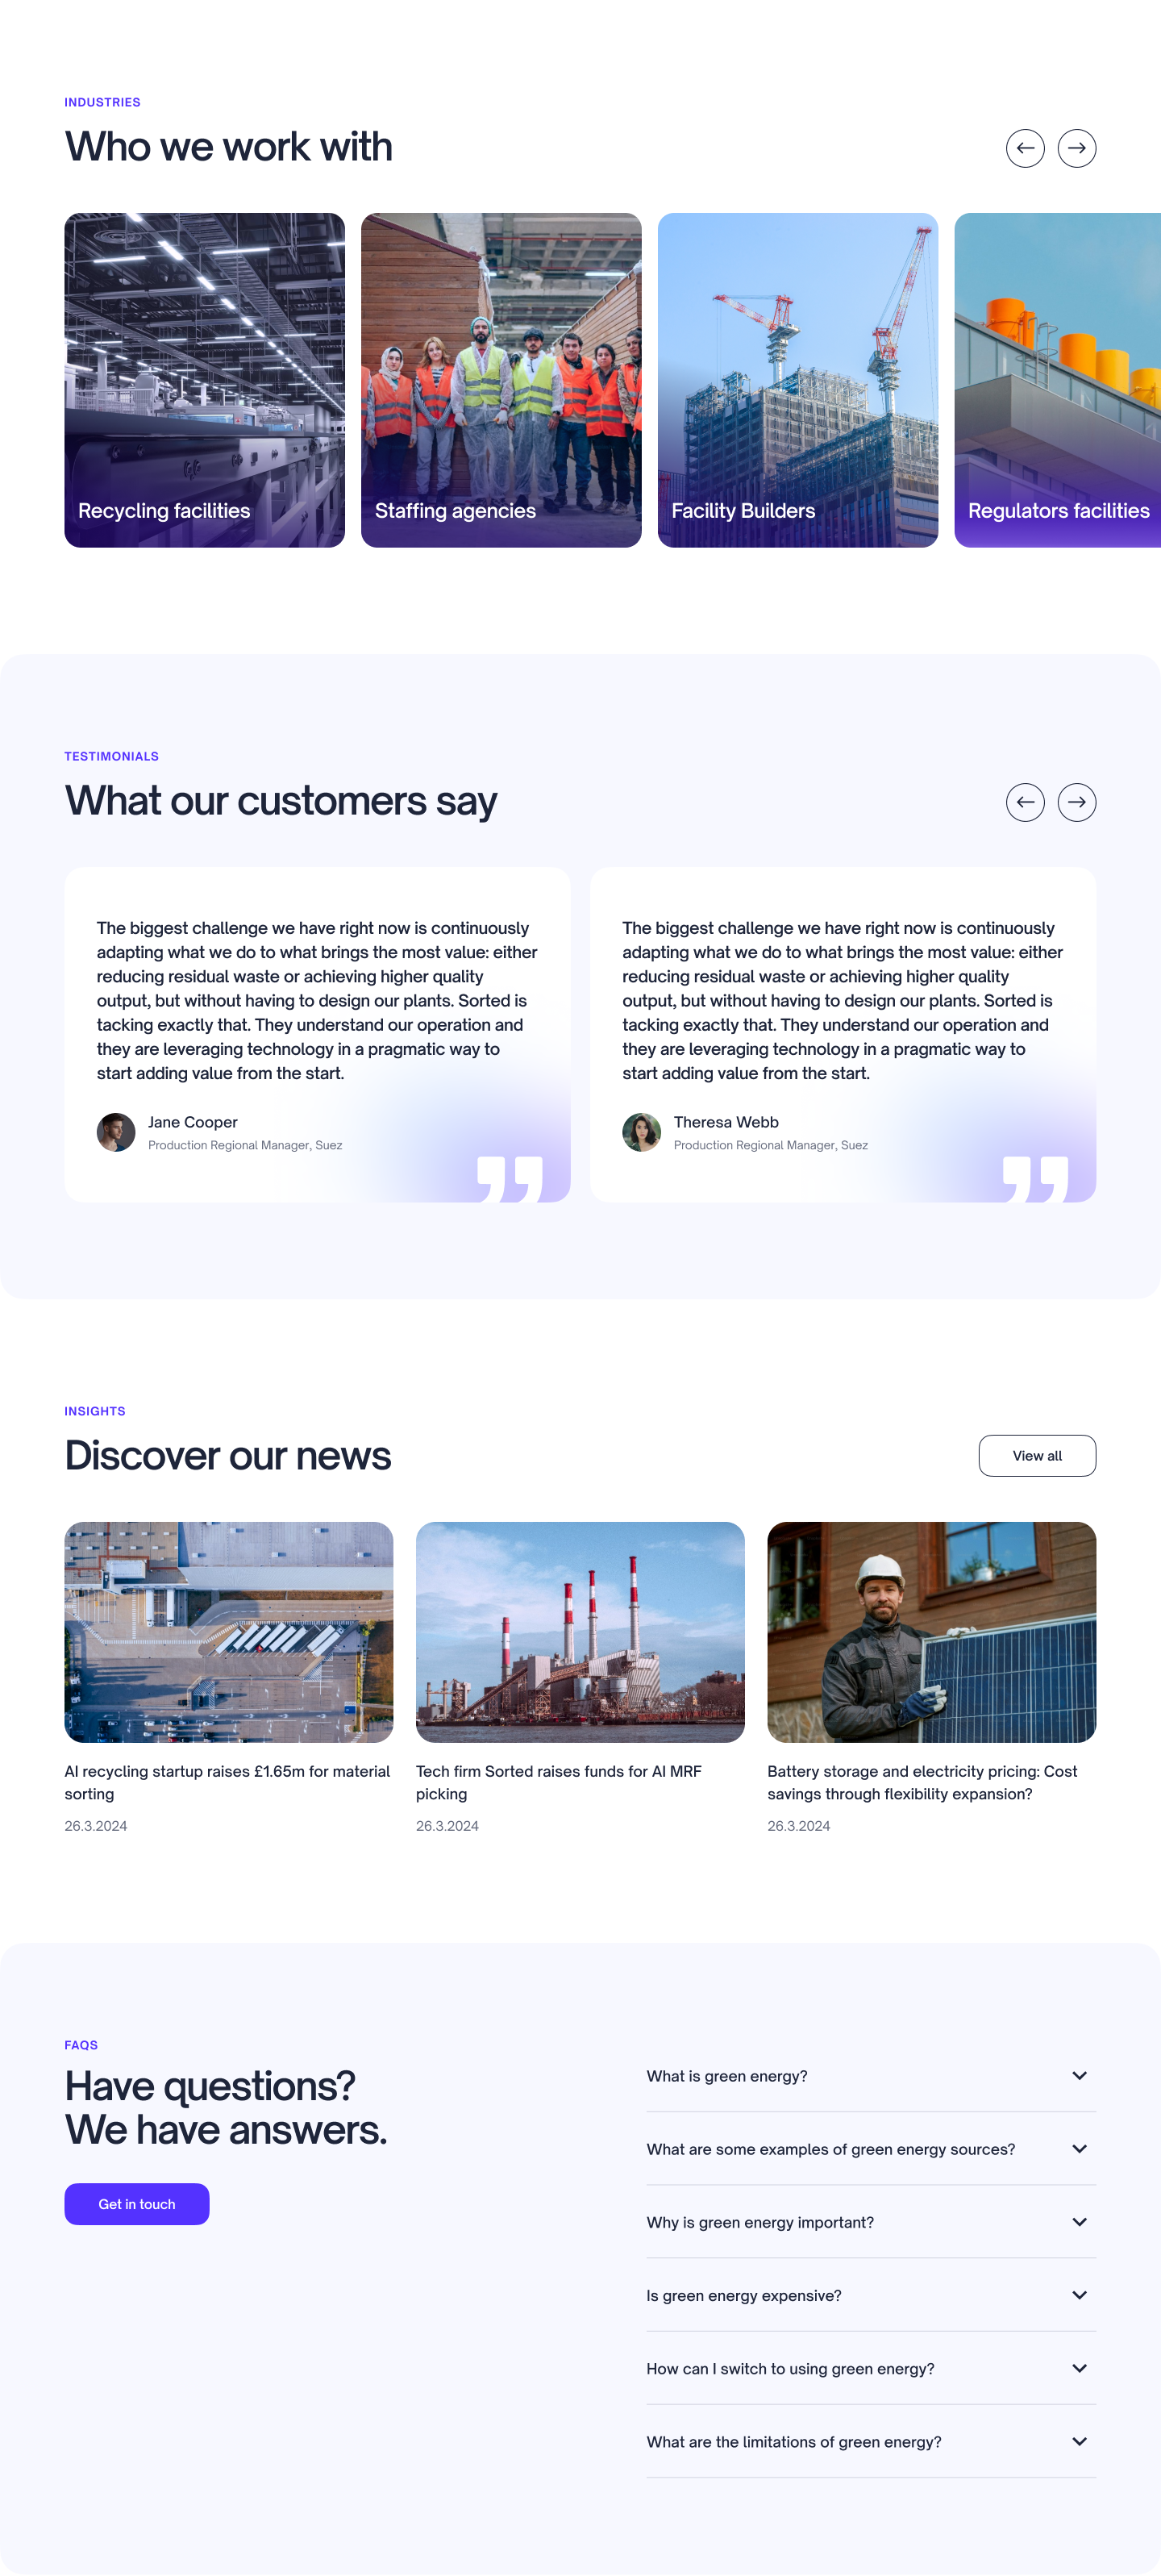 INDUSTRIES
Who we work with
Recycling facilities
Staffing agencies
Facility Builders
Regulators facilities
TESTIMONIALS
What our customers say
The biggest challenge we have right now is continuously
adapting what we do to what brings the most value: either
reducing residual waste or achieving higher quality
output, but without having to design our plants. Sorted is
tacking exactly that. They understand our operation and
they are leveraging technology in a pragmatic way to
start adding value from the start.
Jane Cooper
Production Regional Manager, Suez
The biggest challenge we have right now is continuously
adapting what we do to what brings the most value: either
reducing residual waste or achieving higher quality
output, but without having to design our plants. Sorted is
tacking exactly that. They understand our operation and
they are leveraging technology in a pragmatic way to
start adding value from the start.
Theresa Webb
Production Regional Manager, Suez
INSIGHTS
Discover our news
View all
AI recycling startup raises £1.65m for material
sorting
26.3.2024
Tech firm Sorted raises funds for AI MRF
picking
26.3.2024
Battery storage and electricity pricing: Cost
savings through flexibility expansion?
26.3.2024
FAQS
Have questions?
We have answers.
Get in touch
What is green energy?
What are some examples of green energy sources?
Why is green energy important?
Is green energy expensive?
How can I switch to using green energy?
What are the limitations of green energy?